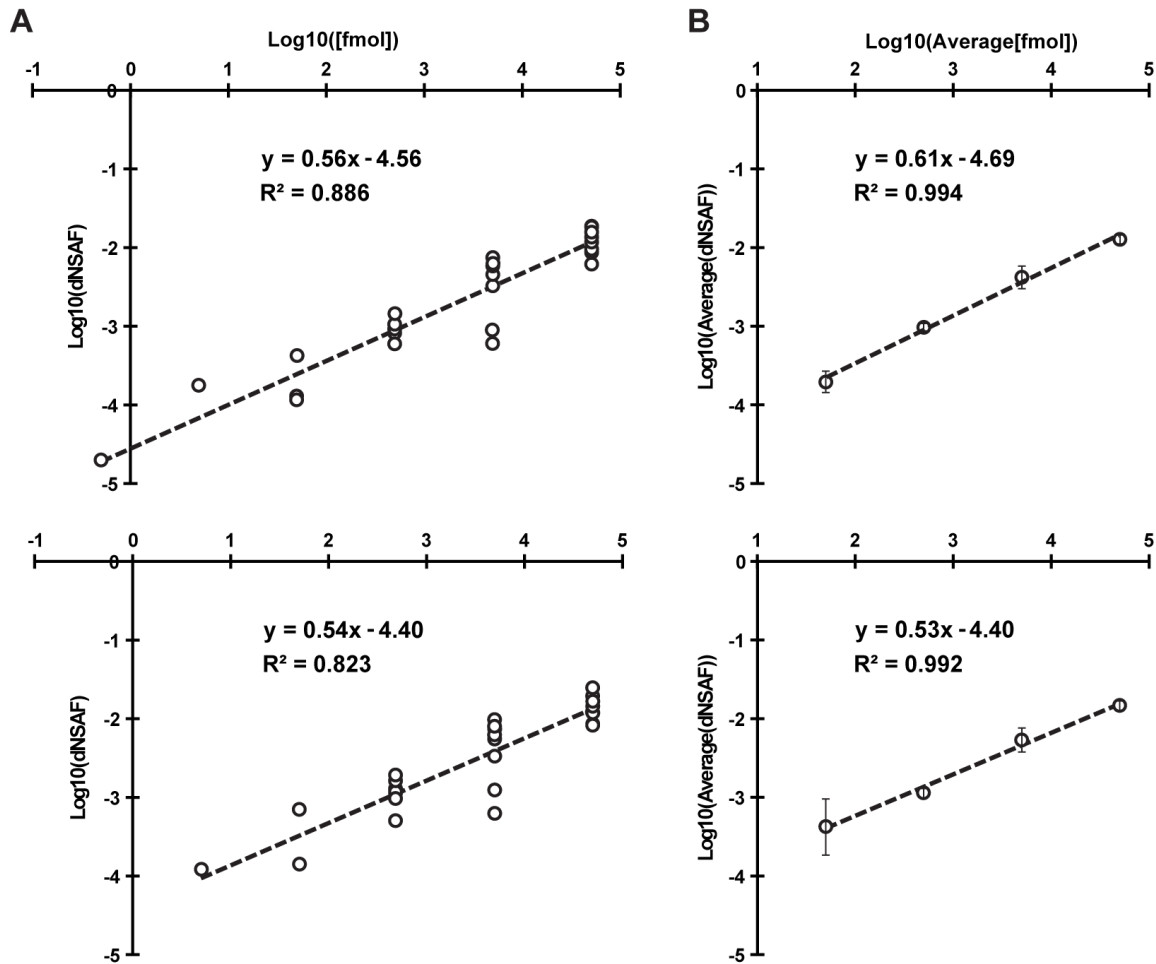 A
Log10([fmol])
-1 0 1 2 3 4 5
0
-1
-2
-3
-4
-5
Log10(dNSAF)
y = 0.56x - 4.56
R² = 0.886
B
Log10(Average[fmol])
1 2 3 4 5
0
-1
-2
-3
-4
-5
Log10(Average(dNSAF))
y = 0.61x - 4.69
R² = 0.994
-1 0 1 2 3 4 5
0
-1
-2
-3
-4
-5
Log10(dNSAF)
y = 0.54x - 4.40
R² = 0.823
1 2 3 4 5
0
-1
-2
-3
-4
-5
Log10(Average(dNSAF))
y = 0.53x - 4.40
R² = 0.992